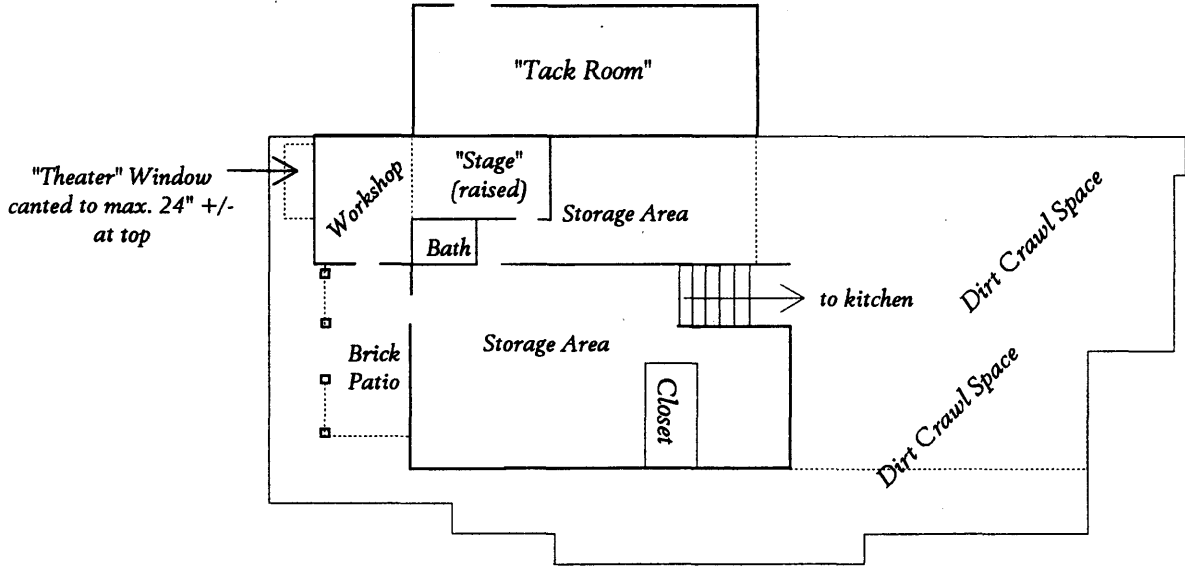 "Tack Room"
"Theater" Window
canted to max. 24" +/-
at top
Workshop
"Stage"
(raised)
Storage Area
Bath
Dirt Crawl Space
to kitchen
Storage Area
Brick
Patio
Closet
Dirt Crawl Space